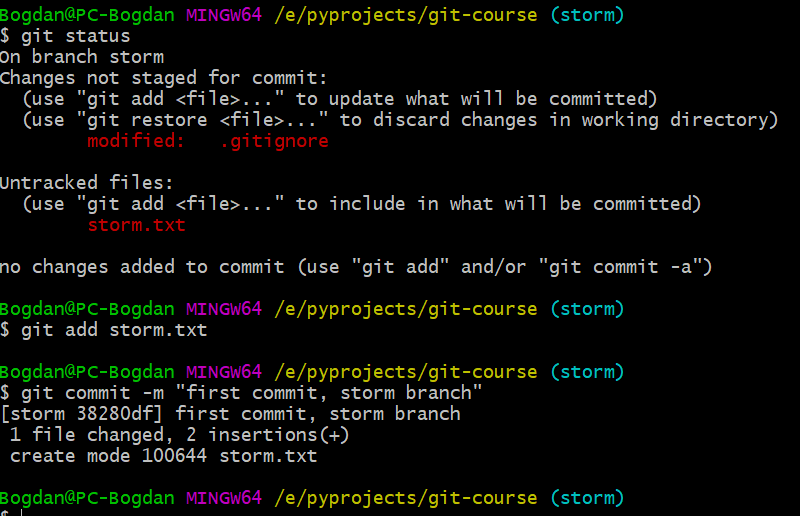 Bogdan@PC-Bogdan MINGW64 /e/pyprojects/git-course (storm)
$ git status
On branch storm
Changes not staged for commit:
  (use "git add <file>..." to update what will be committed)
  (use "git restore <file>..." to discard changes in working directory)
        modified:   .gitignore

Untracked files:
  (use "git add <file>..." to include in what will be committed)
        storm.txt

no changes added to commit (use "git add" and/or "git commit -a")

Bogdan@PC-Bogdan MINGW64 /e/pyprojects/git-course (storm)
$ git add storm.txt

Bogdan@PC-Bogdan MINGW64 /e/pyprojects/git-course (storm)
$ git commit -m "first commit, storm branch"
[storm 38280df] first commit, storm branch
 1 file changed, 2 insertions(+)
 create mode 100644 storm.txt

Bogdan@PC-Bogdan MINGW64 /e/pyprojects/git-course (storm)
$